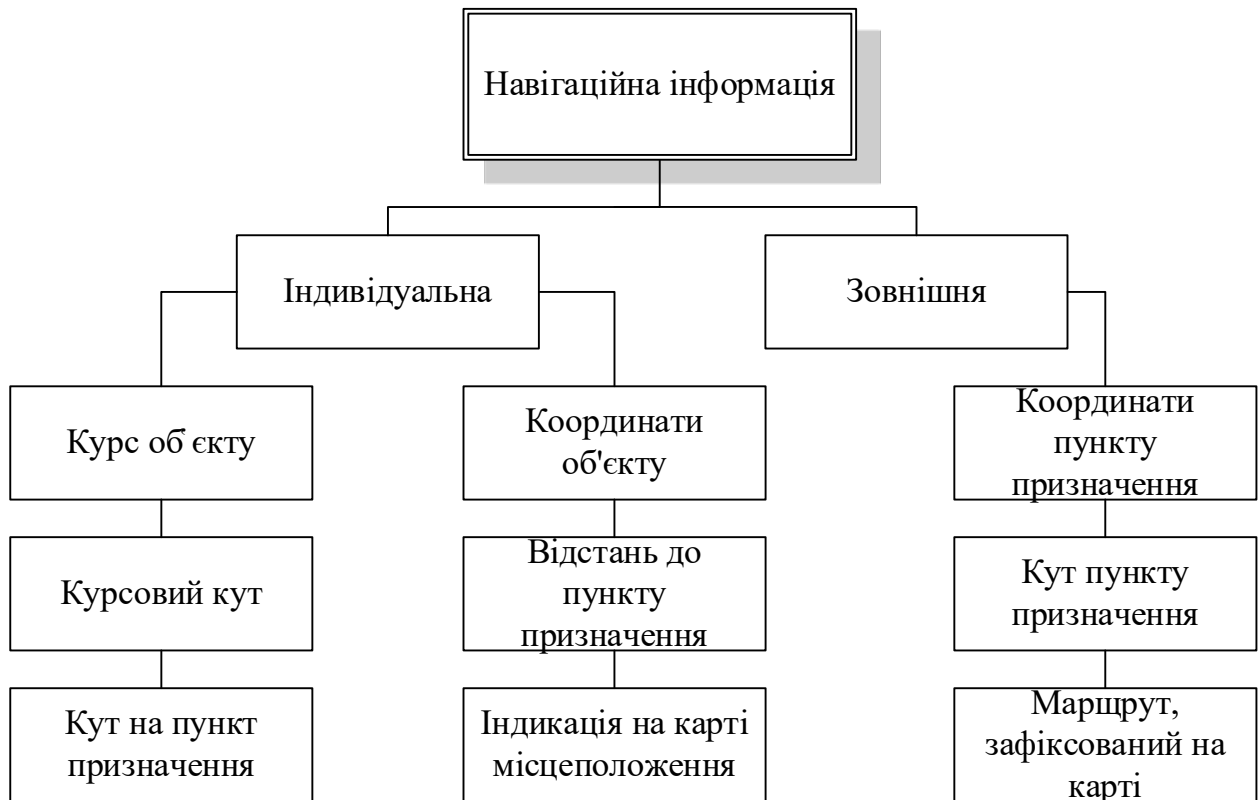 Навігаційна інформація
Індивідуальна
Зовнішня
Курс об'єкту
Координати
об'єкту
Координати
пункту
призначення
Курсовий кут
Відстань до
пункту
призначення
Кут пункту
призначення
Кут на пункт
призначення
Індикація на карті
місцеположення
Марщрут,
зафіксований на
карті